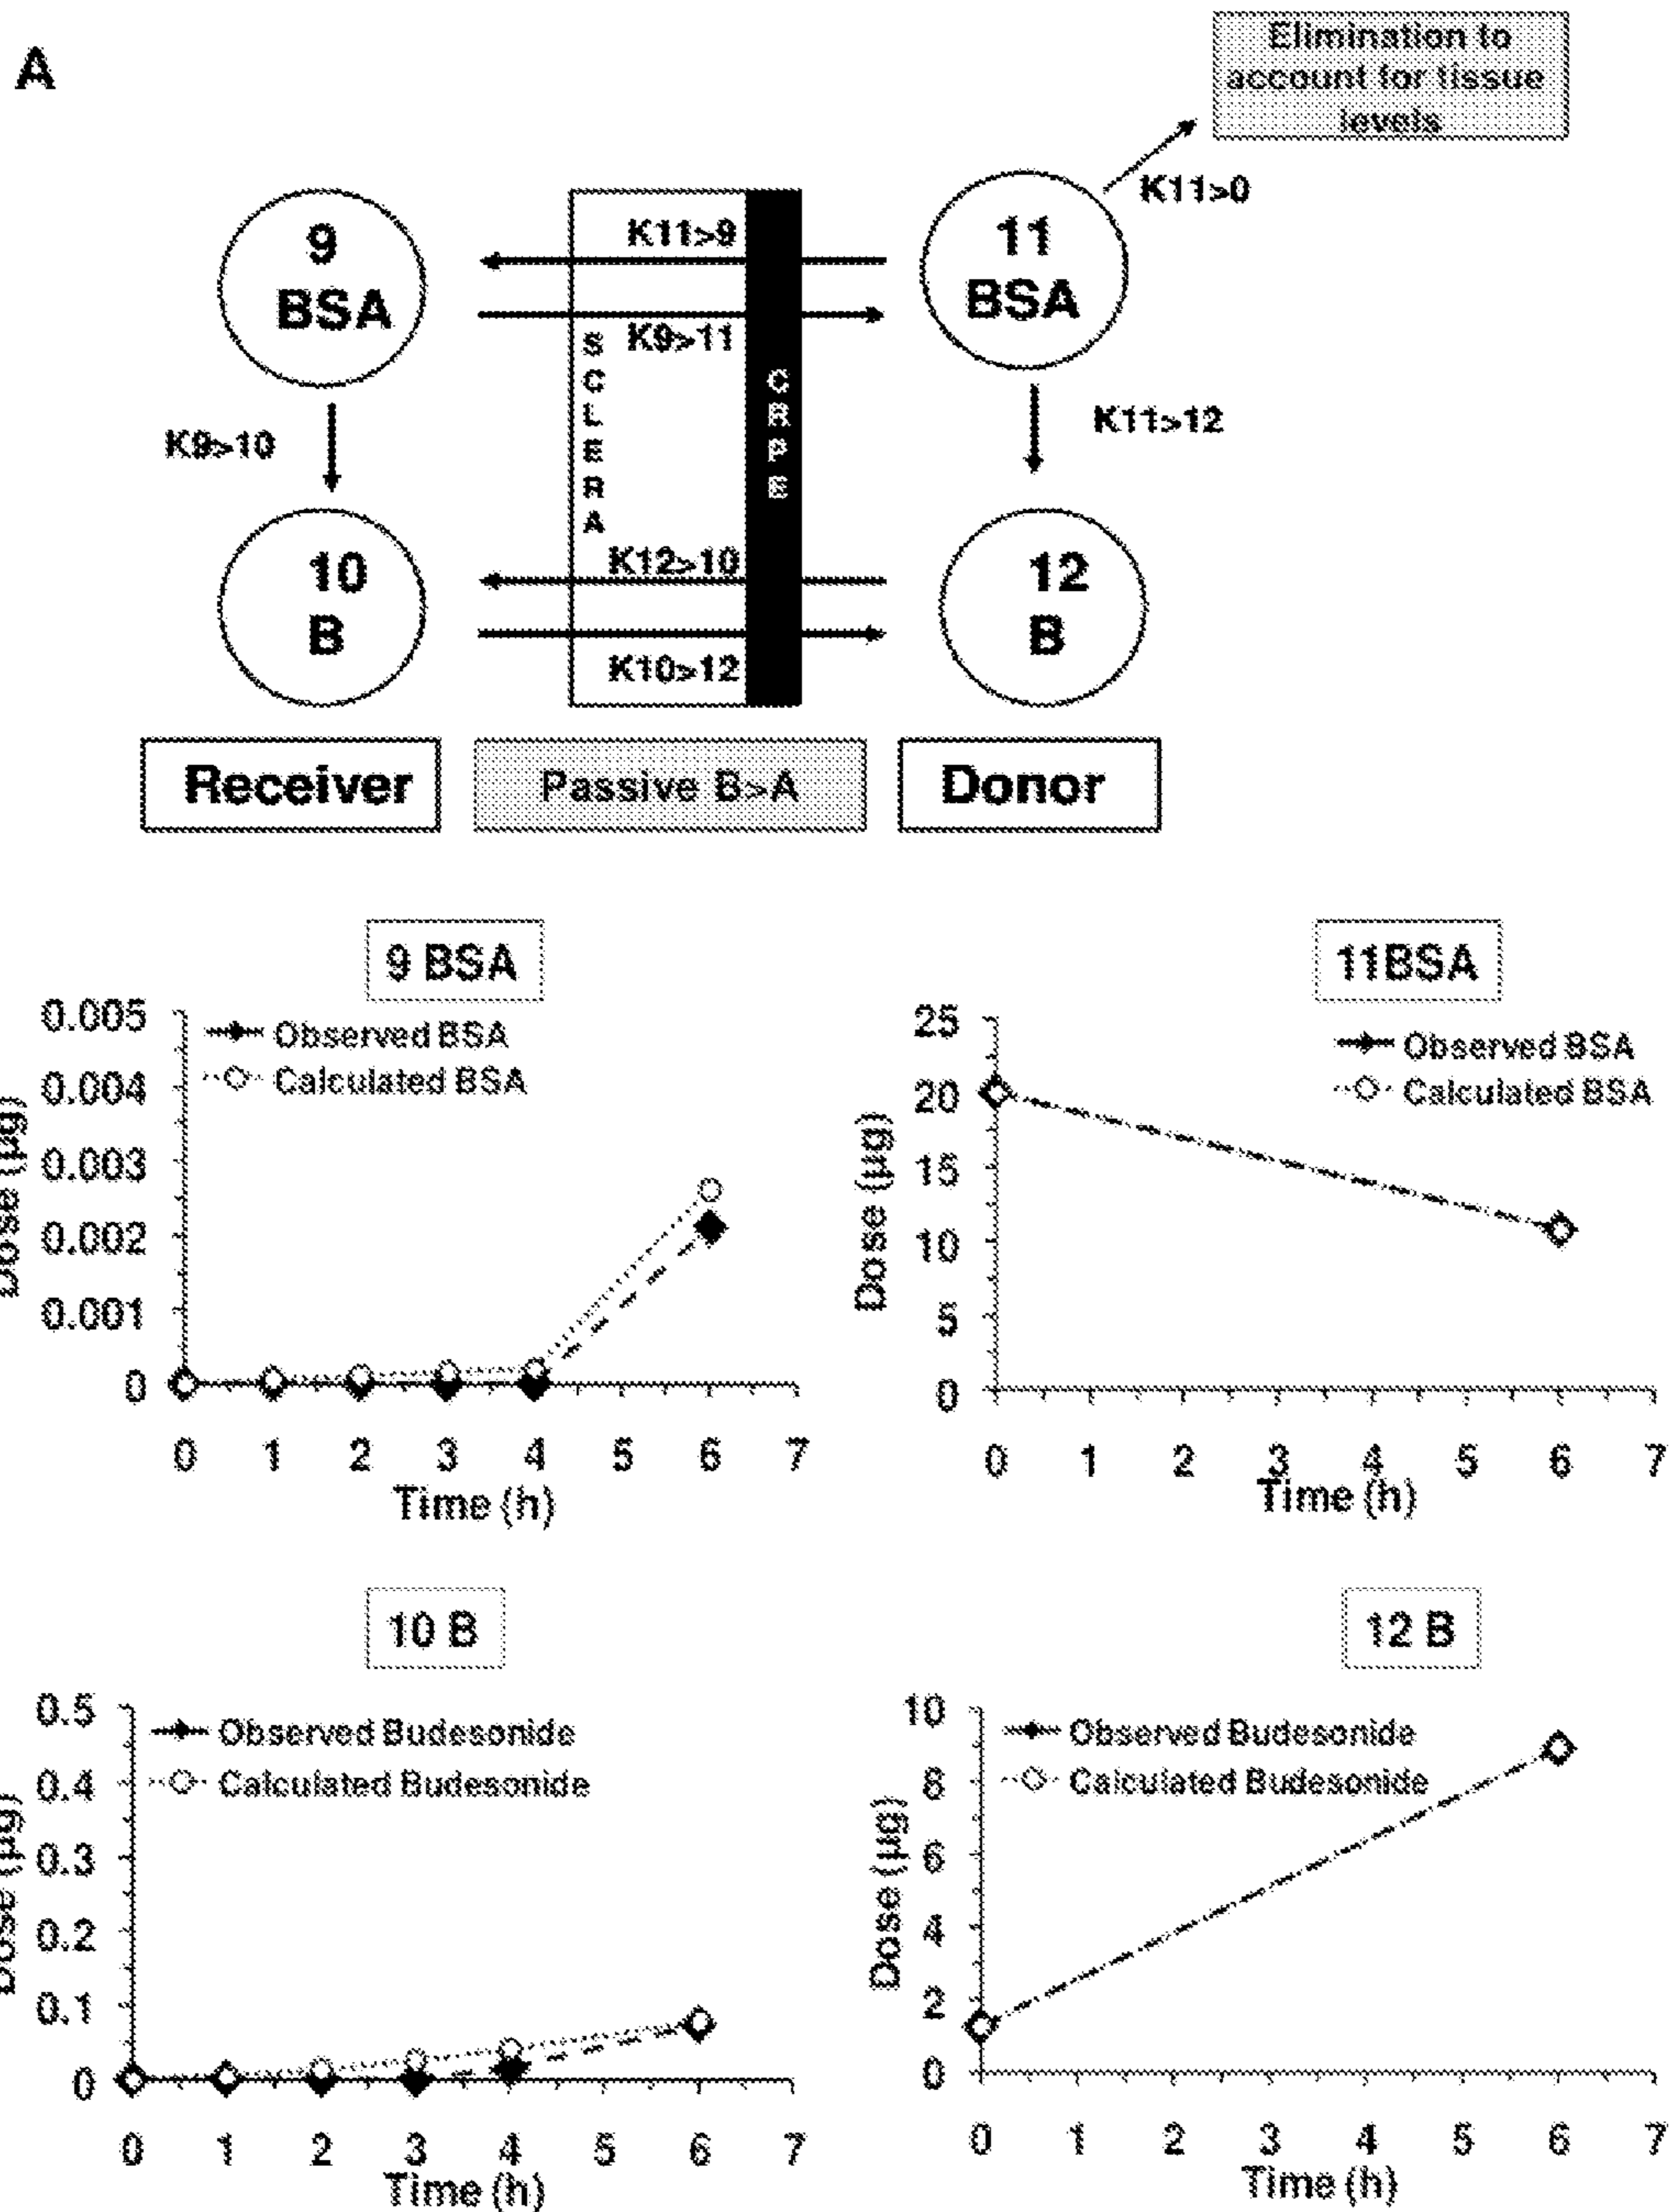 A
Elimination to
account for tissue
levels
K11>0
9
BSA
K11>9
K9>11
11
BSA
K9>10
SCLERA
CRPE
K11>12
10
B
K12>10
K10>12
12
B
Receiver
Passive B>A
Donor
9 BSA
Observed BSA
Calculated BSA
Dose (µg)
0.005
0.004
0.003
0.002
0.001
0
0 1 2 3 4 5 6 7
Time (h)
11BSA
Observed BSA
Calculated BSA
Dose (µg)
25
20
15
10
5
0
0 1 2 3 4 5 6 7
Time (h)
10 B
Observed Budesonide
Calculated Budesonide
Dose (µg)
0.5
0.4
0.3
0.2
0.1
0
0 1 2 3 4 5 6 7
Time (h)
12 B
Observed Budesonide
Calculated Budesonide
Dose (µg)
10
8
6
4
2
0
0 1 2 3 4 5 6 7
Time (h)